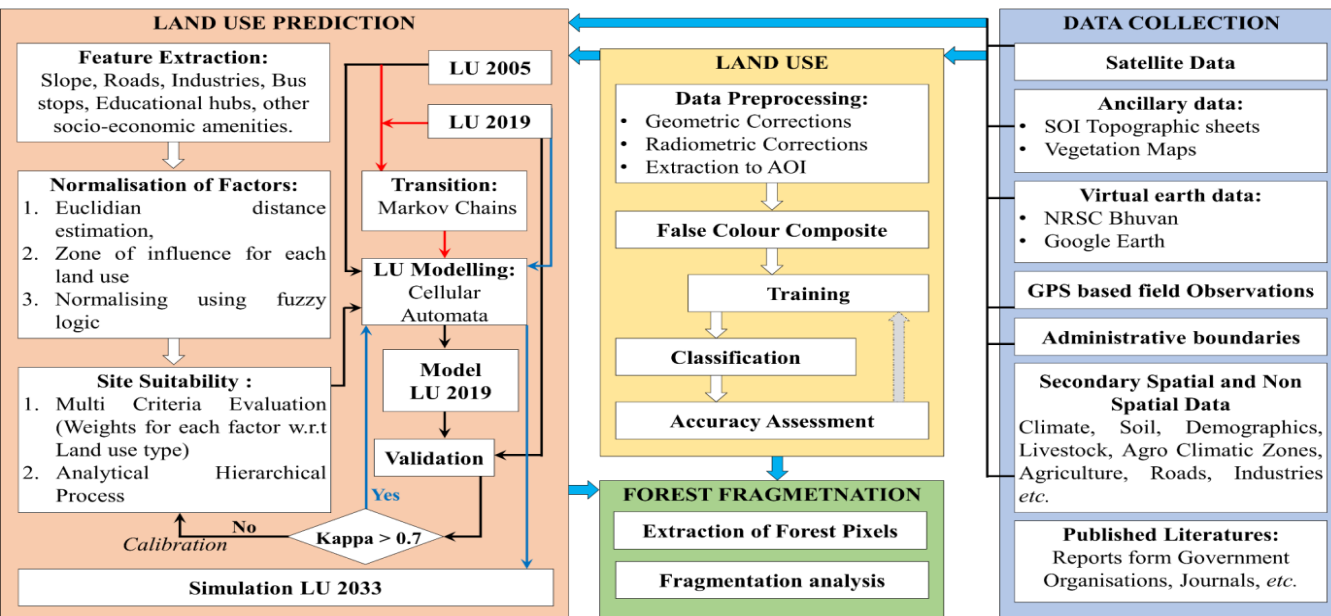 LAND USE PREDICTION
Feature Extraction:
Slope, Roads, Industries, Bus
stops, Educational hubs, other
socio-economic amenities.
Normalisation of Factors:
1. Euclidian distance
estimation,
2. Zone of influence for each
land use
3. Normalising using fuzzy
logic
Site Suitability :
1. Multi Criteria Evaluation
(Weights for each factor w.r.t
Land use type)
2. Analytical Hierarchical
Process
LU 2005
LU 2019
Transition:
Markov Chains
LU Modelling:
Cellular
Automata
Model
LU 2019
Validation
Yes
No
Calibration
Kappa > 0.7
Simulation LU 2033
LAND USE
Data Preprocessing:
• Geometric Corrections
• Radiometric Corrections
• Extraction to AOI
False Colour Composite
Training
Classification
Accuracy Assessment
FOREST FRAGMETNATION
Extraction of Forest Pixels
Fragmentation analysis
DATA COLLECTION
Satellite Data
Ancillary data:
• SOI Topographic sheets
• Vegetation Maps
Virtual earth data:
• NRSC Bhuvan
• Google Earth
GPS based field Observations
Administrative boundaries
Secondary Spatial and Non
Spatial Data
Climate, Soil, Demographics,
Livestock, Agro Climatic Zones,
Agriculture, Roads, Industries
etc.
Published Literatures:
Reports form Government
Organisations, Journals, etc.